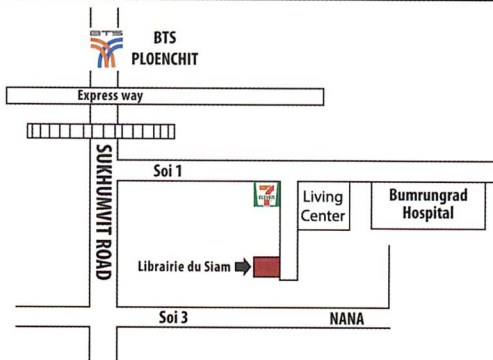 BTS
BTS
PLOENCHIT
Express way
SUKHUMVIT ROAD
Soi 1
7
ELEVEN
Living
Center
Bumrungrad
Hospital
Librairie du Siam
Soi 3
NANA